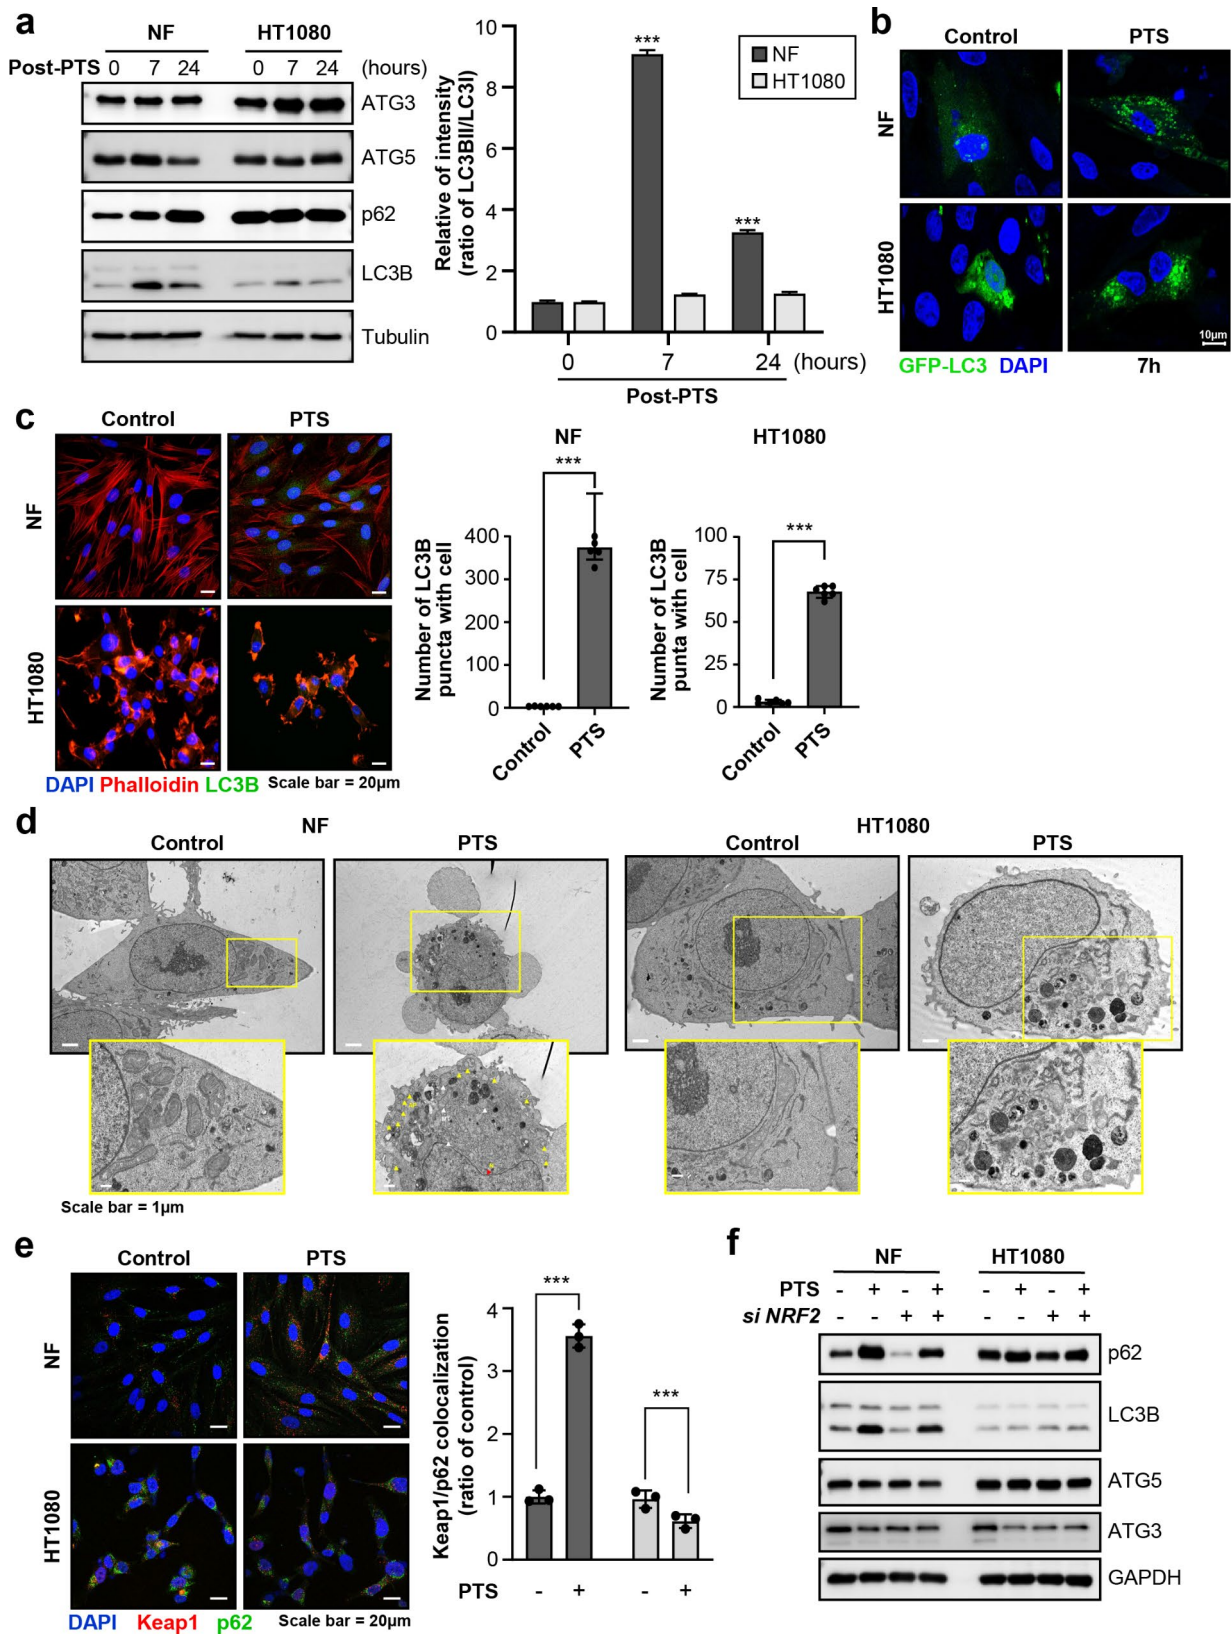 a
NF HT1080
Post-PTS 0 7 24 0 7 24 (hours)
ATG3
ATG5
p62
LC3B
Tubulin
Relative of intensity
(ratio of LC3BII/LC3I)
10
8
6
4
2
0
***
***
NF
HT1080
0 7 24 (hours)
Post-PTS
b
Control PTS
NF
HT1080
10µm
GFP-LC3 DAPI 7h
c
Control PTS
NF
HT1080
DAPI Phalloidin LC3B Scale bar = 20µm
NF
***
Number of LC3B
puncta with cell
400
300
200
100
0
Control PTS
HT1080
***
Number of LC3B
punta with cell
100
75
50
25
0
Control PTS
d
NF HT1080
Control PTS Control PTS
Scale bar = 1µm
e
Control PTS
NF
HT1080
DAPI Keap1 p62 Scale bar = 20µm
Keap1/p62 colocalization
(ratio of control)
4
3
2
1
0
***
***
PTS - + - +
f
NF HT1080
PTS - + - + - + - +
si NRF2 - - + + - - + +
p62
LC3B
ATG5
ATG3
GAPDH